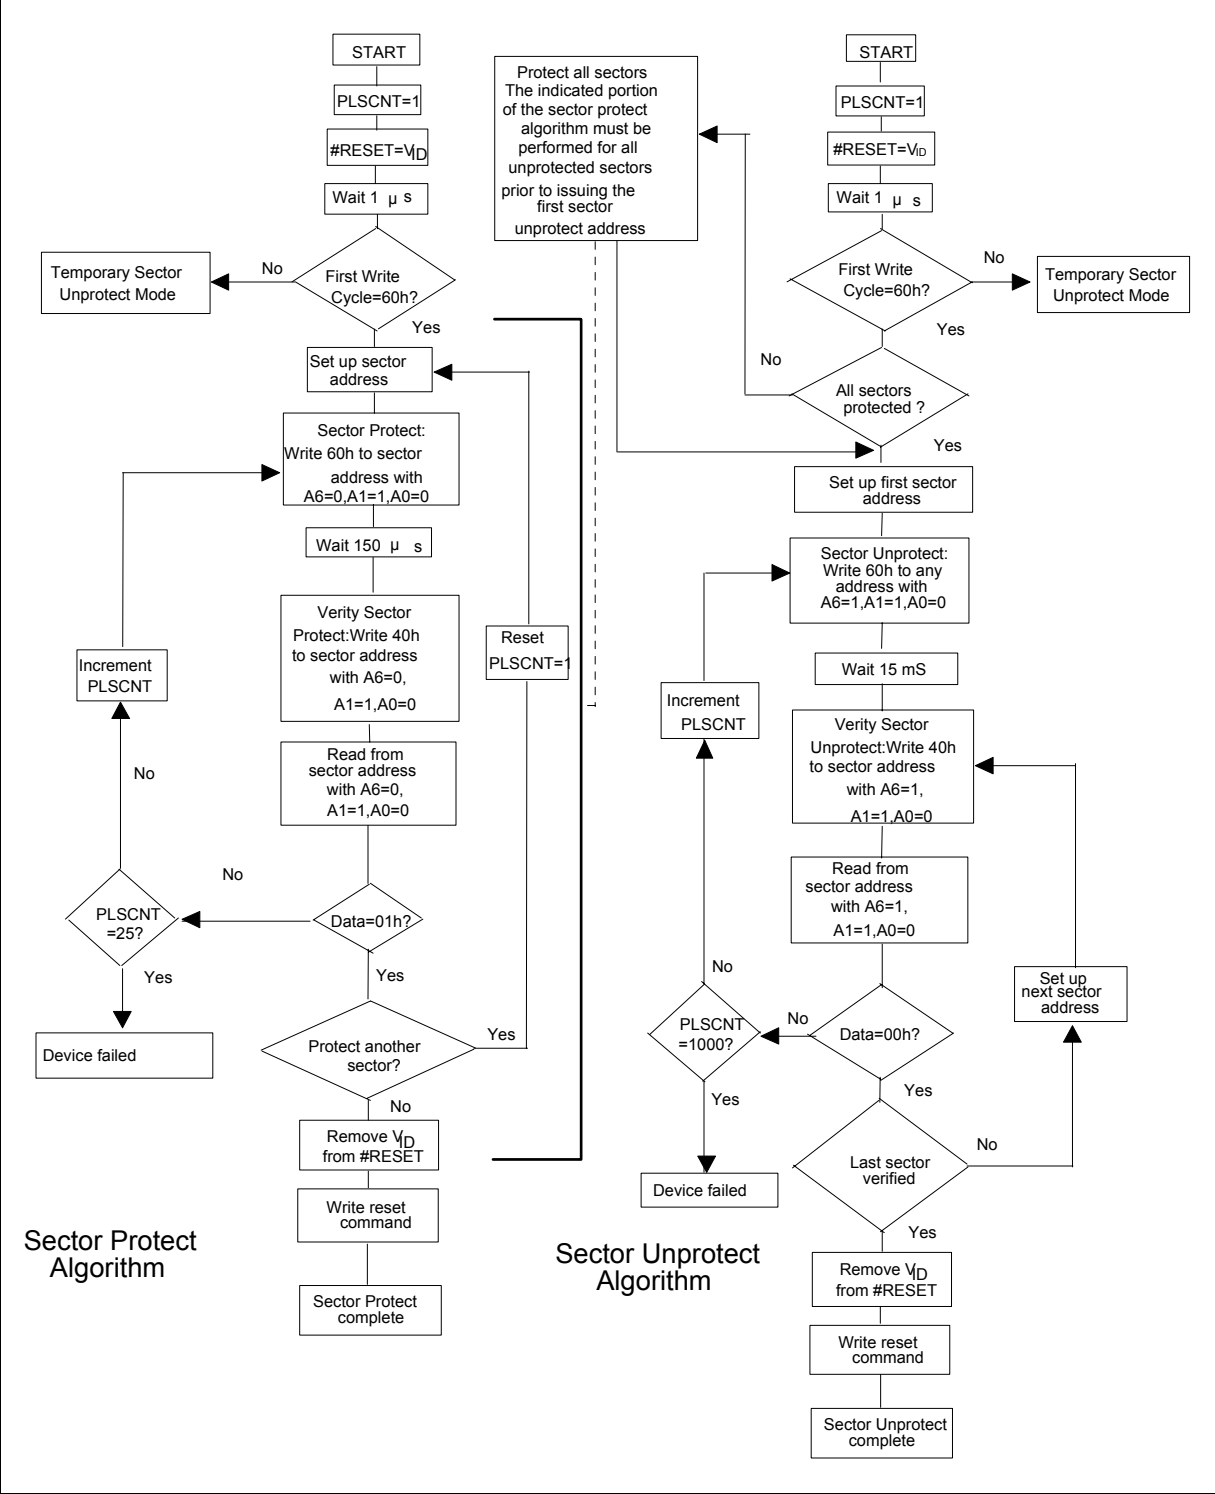 START
PLSCNT=1
#RESET=VID
Wait 1 μ s
First Write
Cycle=60h?
No
Temporary Sector
Unprotect Mode
Yes
Set up sector
address
Sector Protect:
Write 60h to sector
address with
A6=0,A1=1,A0=0
Wait 150 μ s
Verity Sector
Protect:Write 40h
to sector address
with A6=0,
A1=1,A0=0
Reset
PLSCNT=1
Increment
PLSCNT
Read from
sector address
with A6=0,
A1=1,A0=0
No
No
PLSCNT
=25?
Data=01h?
Yes
Yes
Device failed
Protect another
sector?
Yes
No
Remove VID
from #RESET
Write reset
command
Sector Protect
complete
Sector Protect
Algorithm
Protect all sectors
The indicated portion
of the sector protect
algorithm must be
performed for all
unprotected sectors
prior to issuing the
first sector
unprotect address
START
PLSCNT=1
#RESET=VID
Wait 1 μ s
First Write
Cycle=60h?
No
Temporary Sector
Unprotect Mode
Yes
No
All sectors
protected ?
Yes
Set up first sector
address
Sector Unprotect:
Write 60h to any
address with
A6=1,A1=1,A0=0
Wait 15 mS
Increment
PLSCNT
Verity Sector
Unprotect:Write 40h
to sector address
with A6=1,
A1=1,A0=0
Read from
sector address
with A6=1,
A1=1,A0=0
No
Set up
next sector
address
PLSCNT
=1000?
No
Data=00h?
Yes
Yes
Last sector
verified
No
Device failed
Yes
Remove VID
from #RESET
Write reset
command
Sector Unprotect
complete
Sector Unprotect
Algorithm